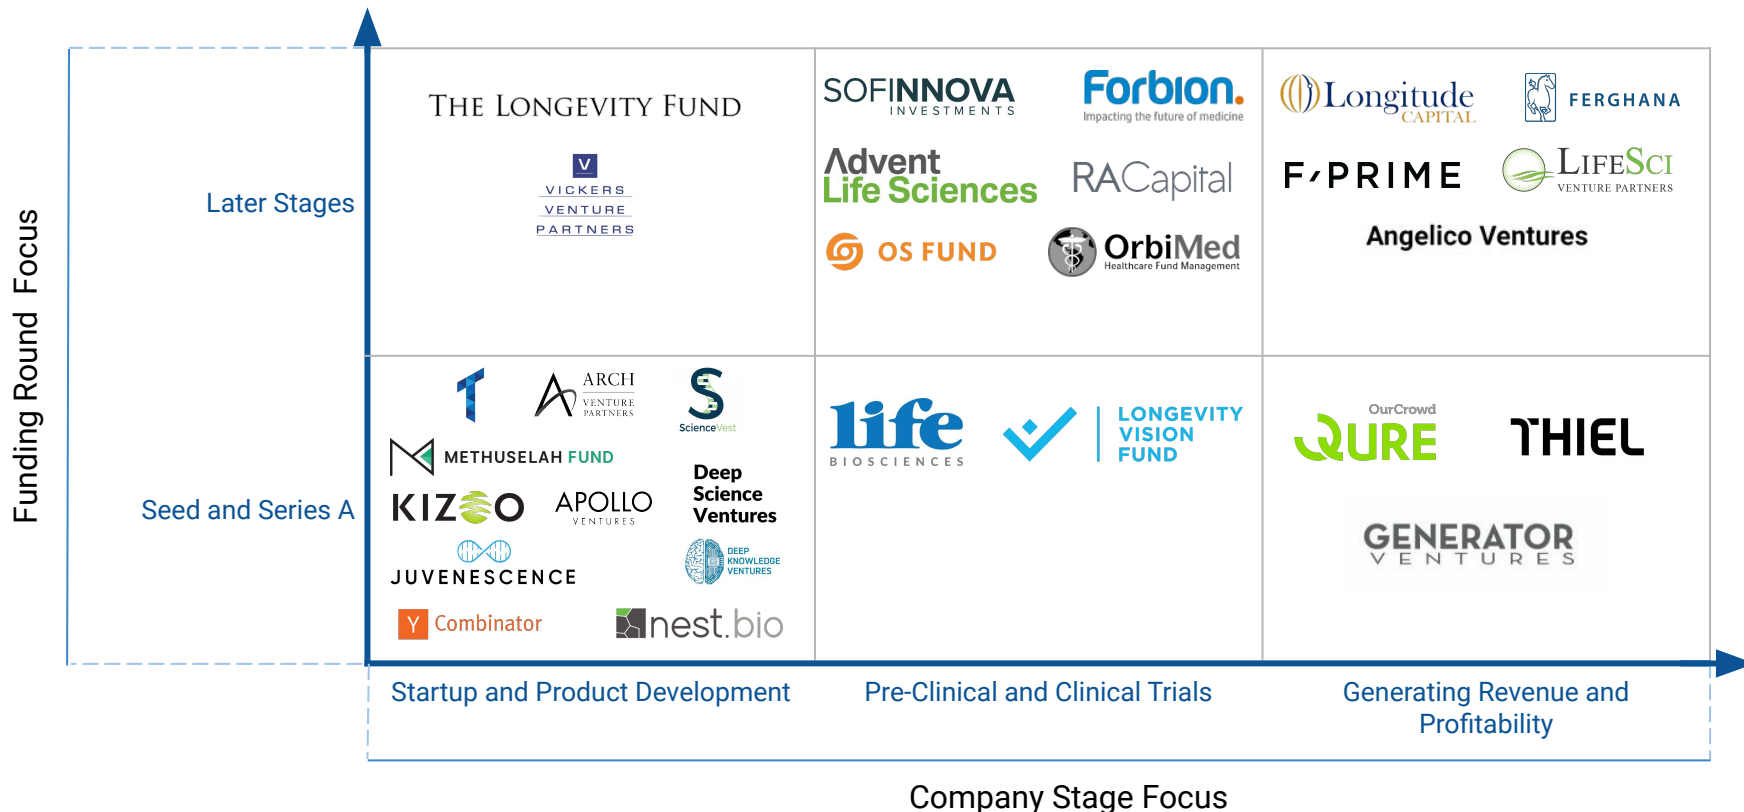 Funding Round Focus
Later Stages
THE LONGEVITY FUND
V
VICKERS
VENTURE
PARTNERS
SOFINNOVA
INVESTMENTS
Forbion.
Impacting the future of medicine
Advent
Life Sciences
RACapital
OS FUND
OrbiMed
Healthcare Fund Management
Longitude
CAPITAL
FERGHANA
F/PRIME
LIFESCI
VENTURE PARTNERS
Angelico Ventures
Seed and Series A
ARCH
VENTURE
PARTNERS
ScienceVest
METHUSELAH FUND
KIZOO
APOLLO
VENTURES
Deep
Science
Ventures
JUVENESCENCE
DEEP
KNOWLEDGE
VENTURES
Y Combinator
nest.bio
life
BIOSCIENCES
LONGEVITY
VISION
FUND
OurCrowd
QURE
THIEL
GENERATOR
VENTURES
Startup and Product Development
Pre-Clinical and Clinical Trials
Generating Revenue and
Profitability
Company Stage Focus